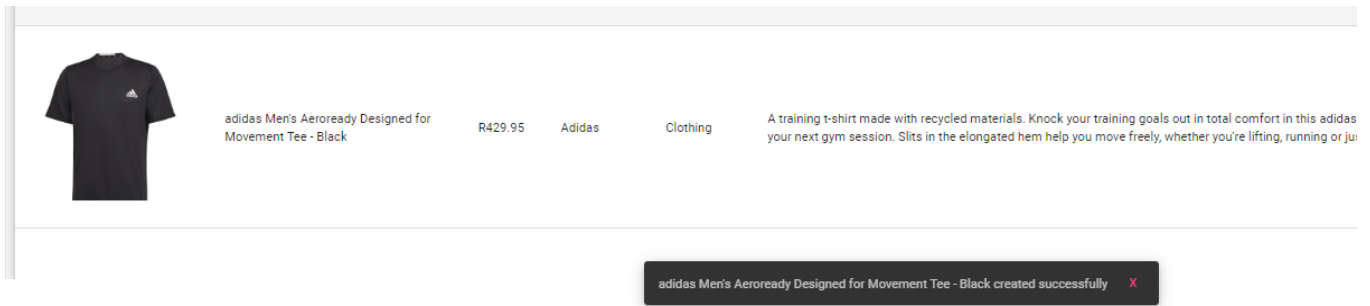 adidas Men's Aeroready Designed for
Movement Tee - Black
R429.95
Adidas
Clothing
A training t-shirt made with recycled materials. Knock your training goals out in total comfort in this adidas
your next gym session. Slits in the elongated hem help you move freely, whether you're lifting, running or
adidas Men's Aeroready Designed for Movement Tee - Black created successfully X